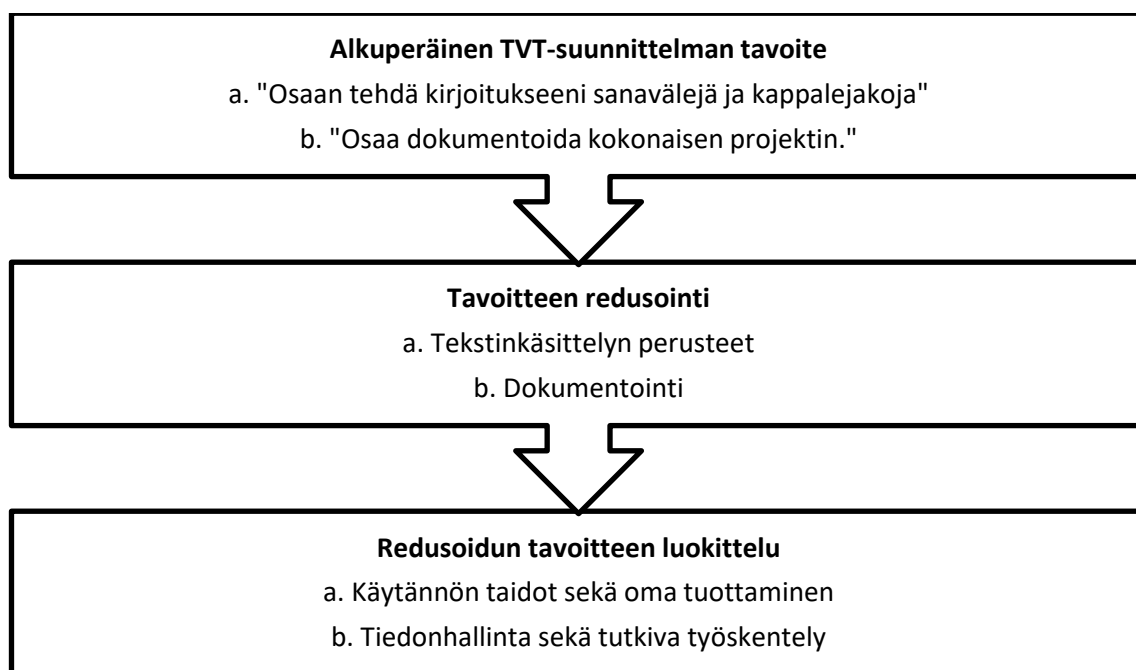 Alkuperäinen TVT-suunnittelman tavoite
a. "Osaan tehdä kirjoitukseeni sanavälejä ja kappalejakoja"
b. "Osaa dokumentoida kokonaisen projektin."
Tavoitteen redusointi
a. Tekstinkäsittelyn perusteet
b. Dokumentointi
Redusoidun tavoitteen luokittelu
a. Käytännön taidot sekä oma tuottaminen
b. Tiedonhallinta sekä tutkiva työskentely